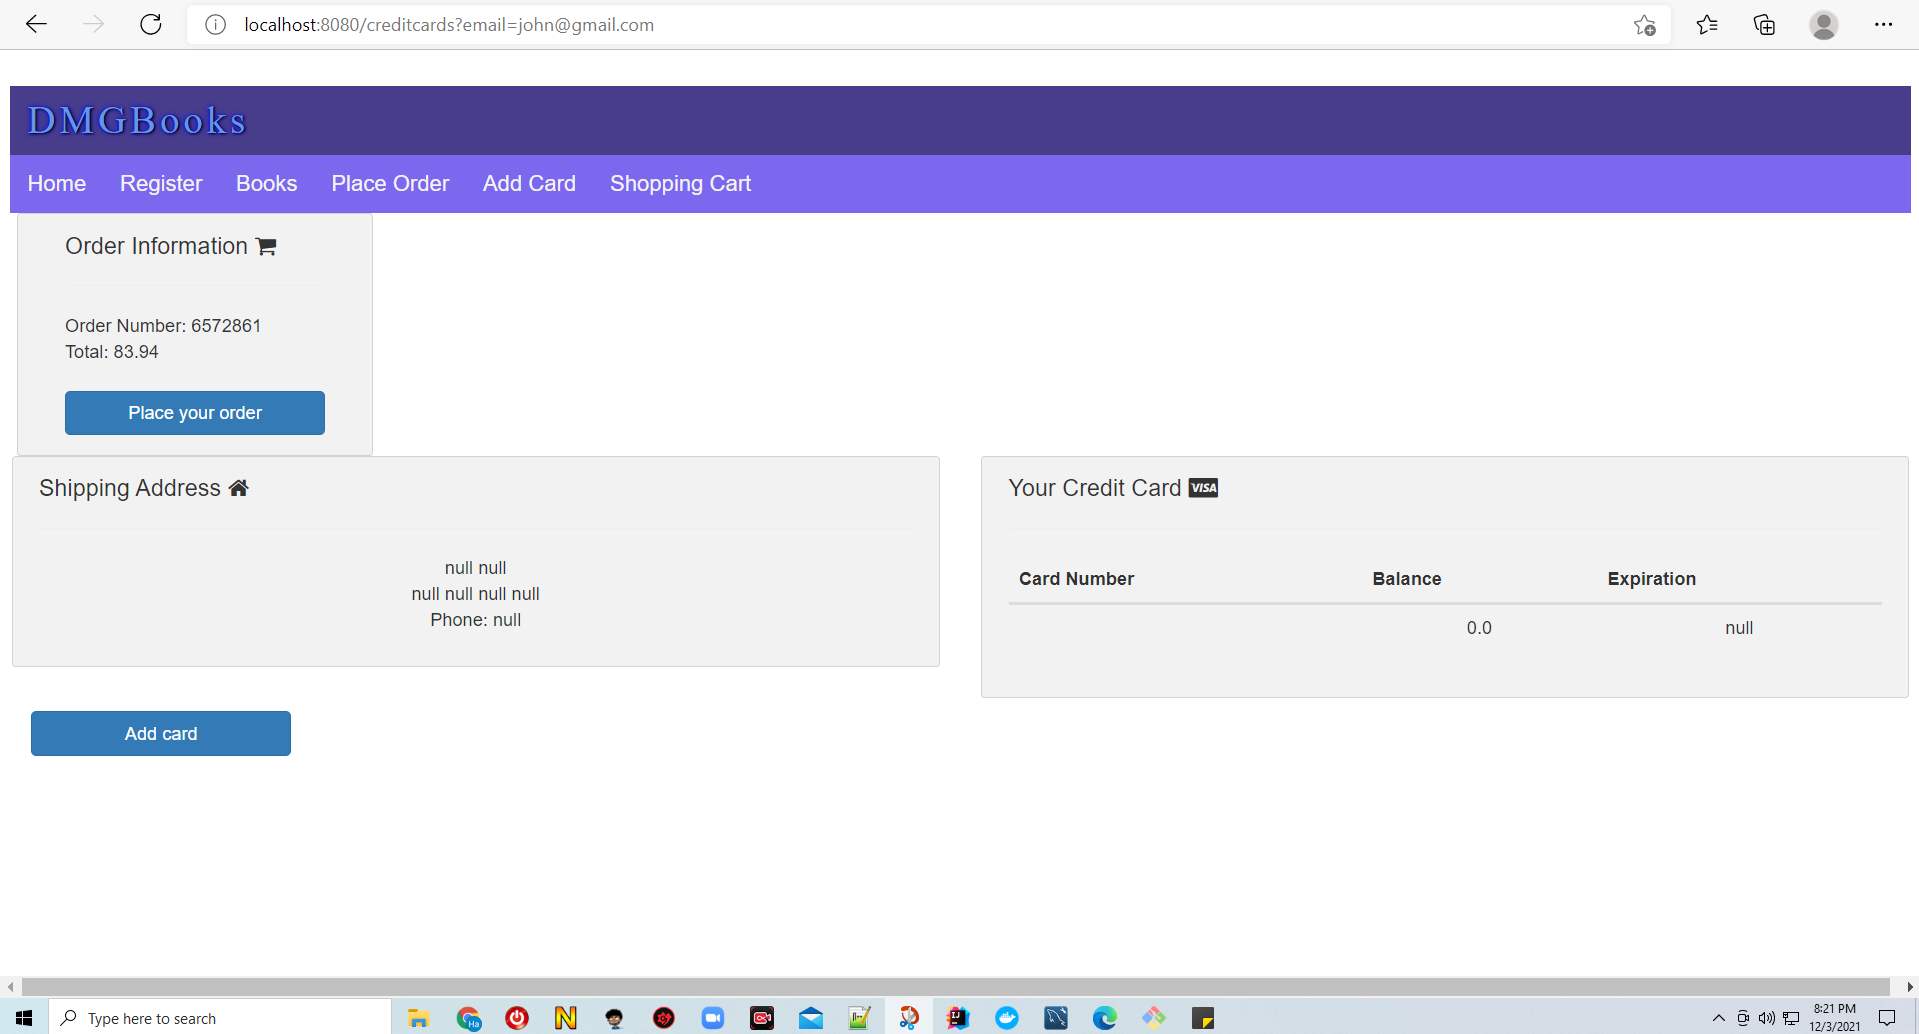 localhost:8080/creditcards?email=john@gmail.com
DMGBooks
Home Register Books Place Order Add Card Shopping Cart
Order Information
Order Number: 6572861
Total: 83.94
Place your order
Shipping Address
null null
null null null null
Phone: null
Your Credit Card VISA
Card Number Balance Expiration
0.0 null
Add card
Type here to search
8:21 PM
12/3/2021